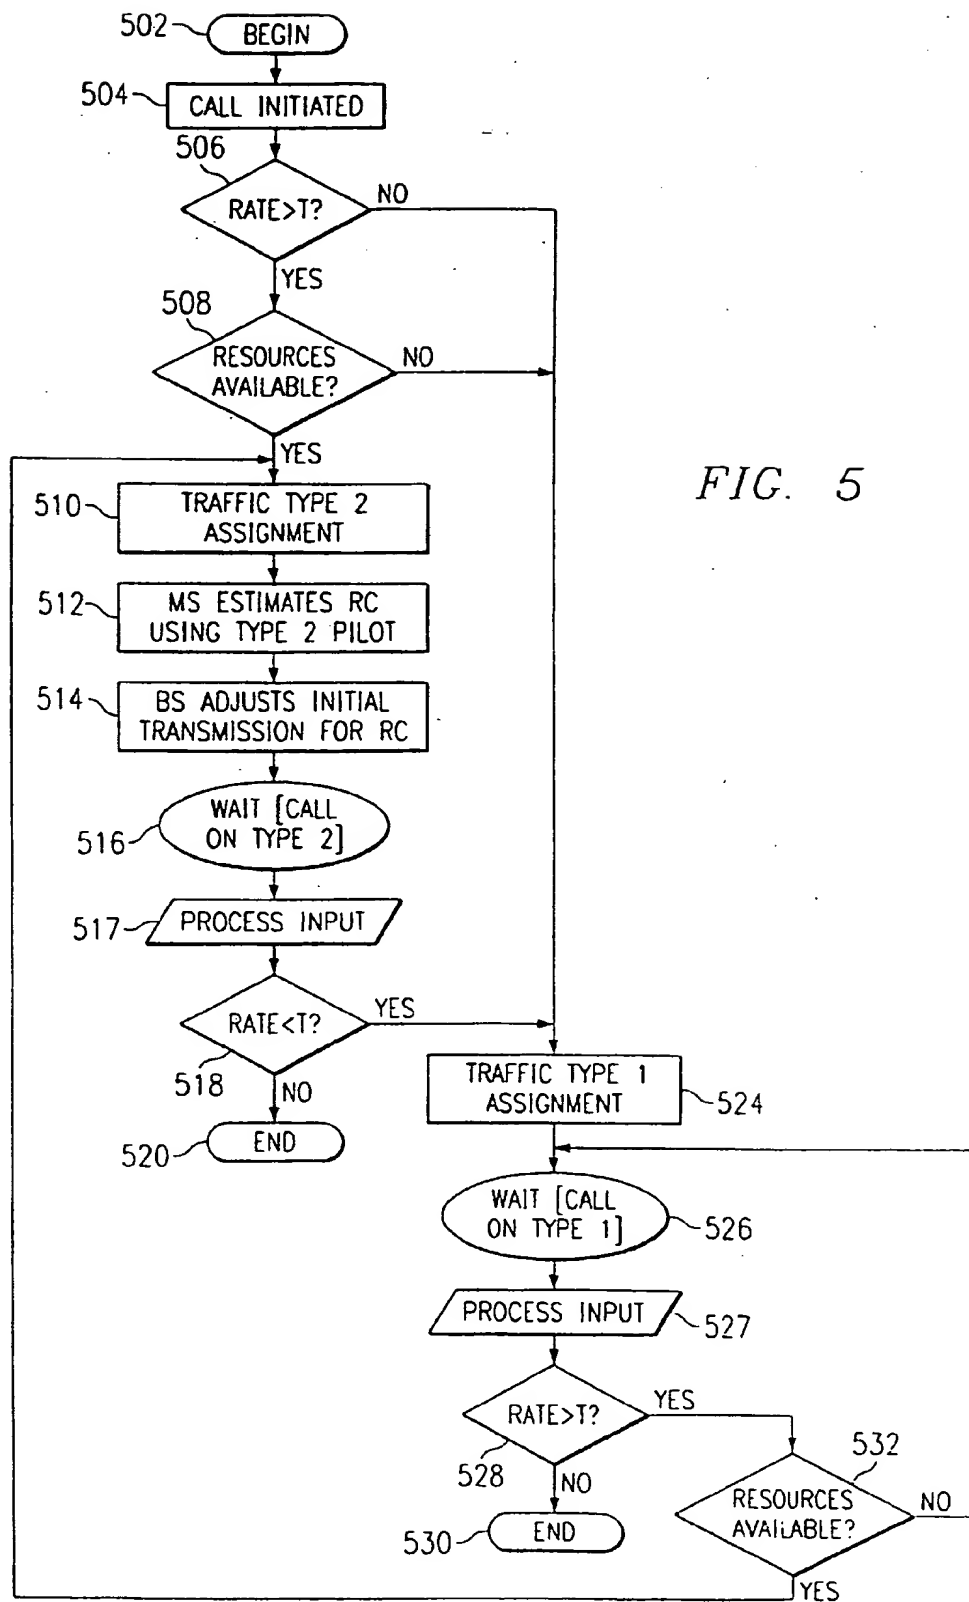 502
BEGIN
504
CALL INITIATED
506
RATE>T?
NO
YES
508
RESOURCES
AVAILABLE?
NO
YES
FIG. 5
510
TRAFFIC TYPE 2
ASSIGNMENT
512
MS ESTIMATES RC
USING TYPE 2 PILOT
514
BS ADJUSTS INITIAL
TRANSMISSION FOR RC
516
WAIT [CALL
ON TYPE 2]
517
PROCESS INPUT
RATE<T?
YES
518
NO
520
END
TRAFFIC TYPE 1
ASSIGNMENT
524
WAIT [CALL
ON TYPE 1]
526
PROCESS INPUT
527
RATE>T?
YES
528
NO
530
END
532
RESOURCES
AVAILABLE?
NO
YES